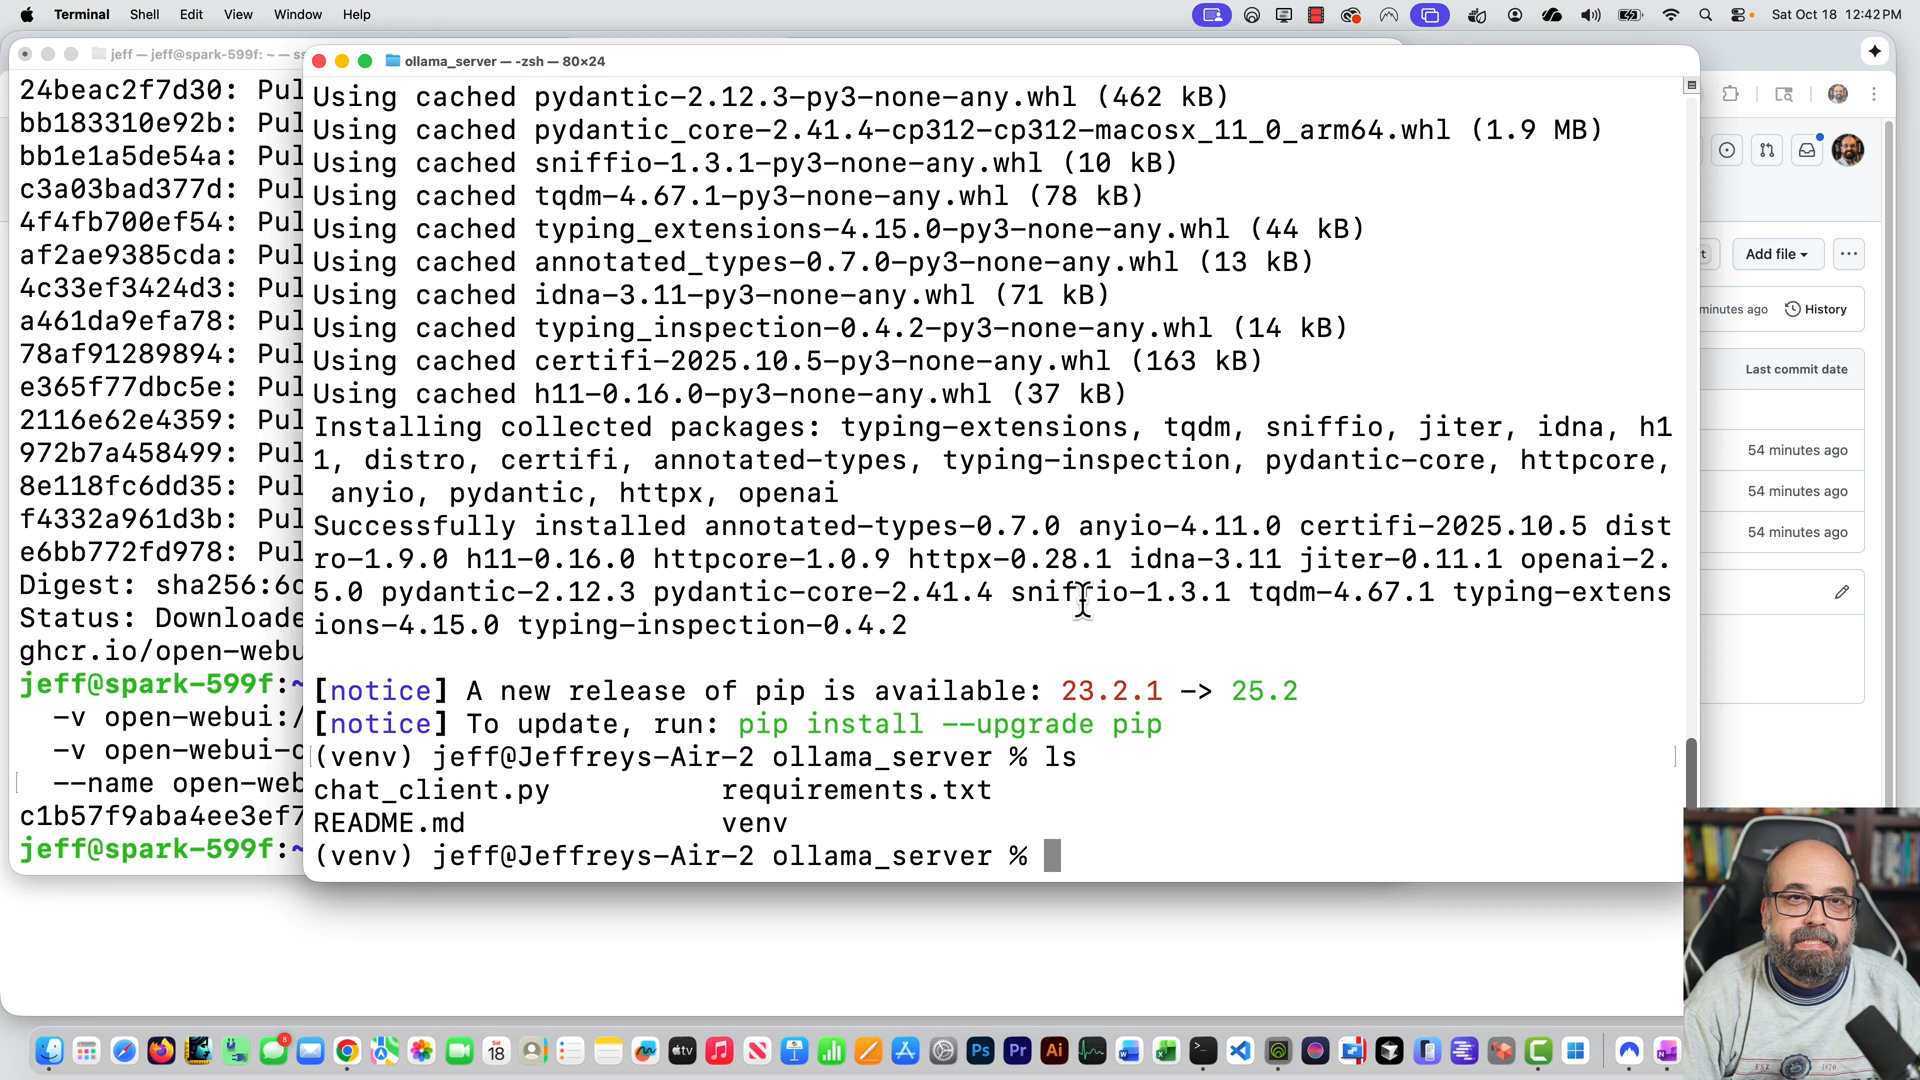 Terminal Shell Edit View Window Help
Sat Oct 18 12:42 PM
jeff — jeff@spark-599f: ~ — ss
ollama_server — -zsh — 80×24
24beac2f7d30: Pul
bb183310e92b: Pul
bb1e1a5de54a: Pul
c3a03bad377d: Pul
4f4fb700ef54: Pul
af2ae9385cda: Pul
4c33ef3424d3: Pul
a461da9efa78: Pul
78af91289894: Pul
e365f77dbc5e: Pul
2116e62e4359: Pul
972b7a458499: Pul
8e118fc6dd35: Pul
f4332a961d3b: Pul
e6bb772fd978: Pul
Digest: sha256:6c
Status: Downloade
ghcr.io/open-webu
jeff@spark-599f:~
-v open-webui:/
-v open-webui-o
--name open-web
c1b57f9aba4ee3ef7
jeff@spark-599f:~
Using cached pydantic-2.12.3-py3-none-any.whl (462 kB)
Using cached pydantic_core-2.41.4-cp312-cp312-macosx_11_0_arm64.whl (1.9 MB)
Using cached sniffio-1.3.1-py3-none-any.whl (10 kB)
Using cached tqdm-4.67.1-py3-none-any.whl (78 kB)
Using cached typing_extensions-4.15.0-py3-none-any.whl (44 kB)
Using cached annotated_types-0.7.0-py3-none-any.whl (13 kB)
Using cached idna-3.11-py3-none-any.whl (71 kB)
Using cached typing_inspection-0.4.2-py3-none-any.whl (14 kB)
Using cached certifi-2025.10.5-py3-none-any.whl (163 kB)
Using cached h11-0.16.0-py3-none-any.whl (37 kB)
Installing collected packages: typing-extensions, tqdm, sniffio, jiter, idna, h1
1, distro, certifi, annotated-types, typing-inspection, pydantic-core, httpcore,
anyio, pydantic, httpx, openai
Successfully installed annotated-types-0.7.0 anyio-4.11.0 certifi-2025.10.5 dist
ro-1.9.0 h11-0.16.0 httpcore-1.0.9 httpx-0.28.1 idna-3.11 jiter-0.11.1 openai-2.
5.0 pydantic-2.12.3 pydantic-core-2.41.4 sniffio-1.3.1 tqdm-4.67.1 typing-extens
ions-4.15.0 typing-inspection-0.4.2
[notice] A new release of pip is available: 23.2.1 -> 25.2
[notice] To update, run: pip install --upgrade pip
(venv) jeff@Jeffreys-Air-2 ollama_server % ls
chat_client.py requirements.txt
README.md venv
(venv) jeff@Jeffreys-Air-2 ollama_server %
t Add file
minutes ago History
Last commit date
54 minutes ago
54 minutes ago
54 minutes ago
8
Sat
18
tv
Ps
Pr
Ai